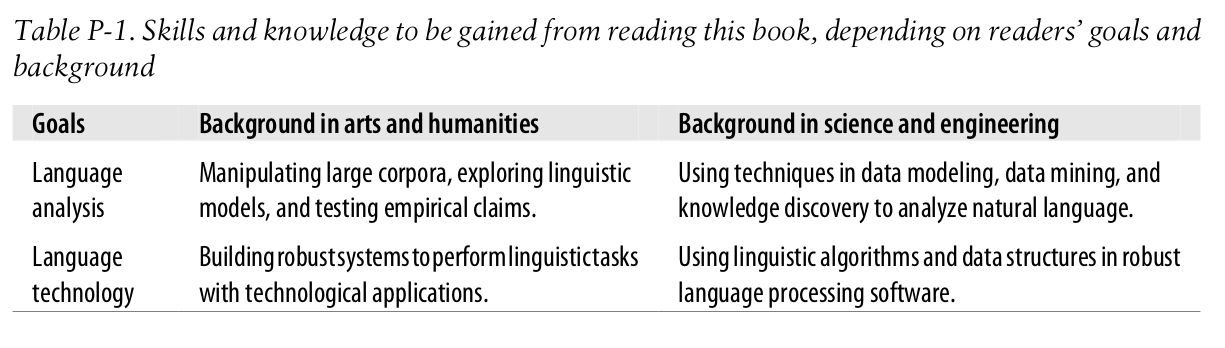 Table P-1. Skills and knowledge to be gained from reading this book, depending on readers’ goals and
background
Goals Background in arts and humanities Background in science and engineering
Language Manipulating large corpora, exploring linguistic Using techniques in data modeling, data mining, and
analysis models, and testing empirical claims. knowledge discovery to analyze natural language.
Language Building robust systems to perform linguistic tasks Using linguistic algorithms and data structures in robust
technology with technological applications. language processing software.